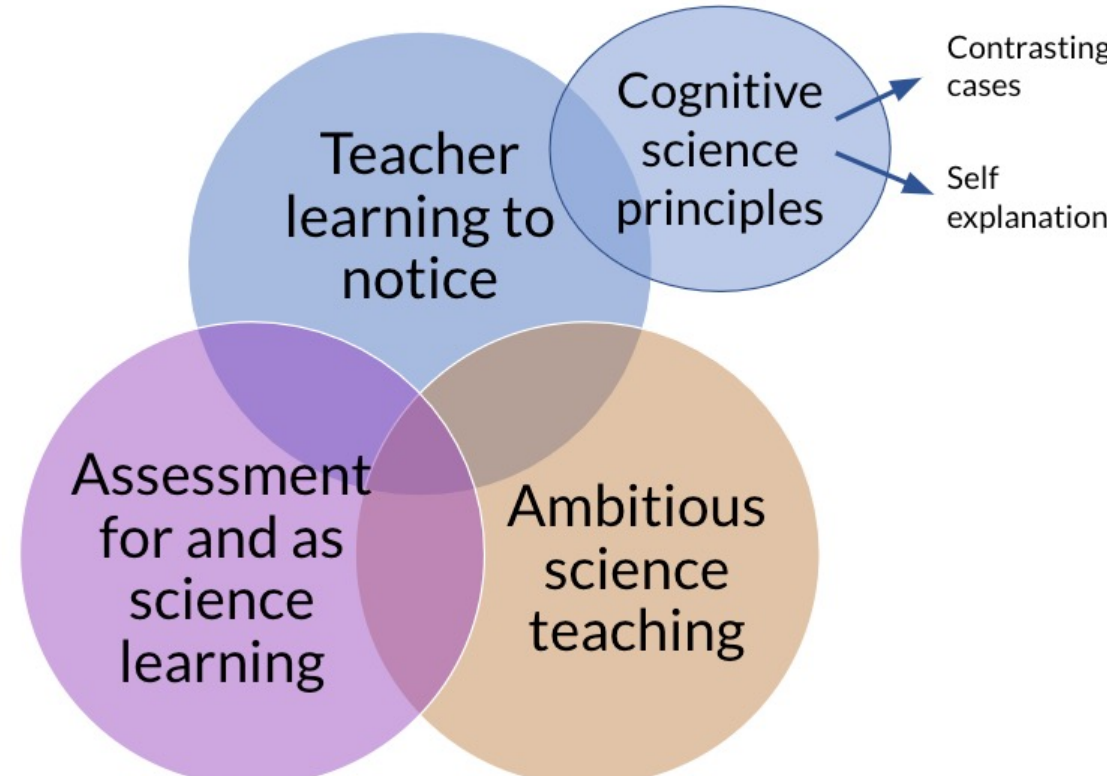 Teacher
learning to
notice
Cognitive
science
principles
Contrasting
cases
Self
explanation
Assessment
for and as
science
learning
Ambitious
science
teaching